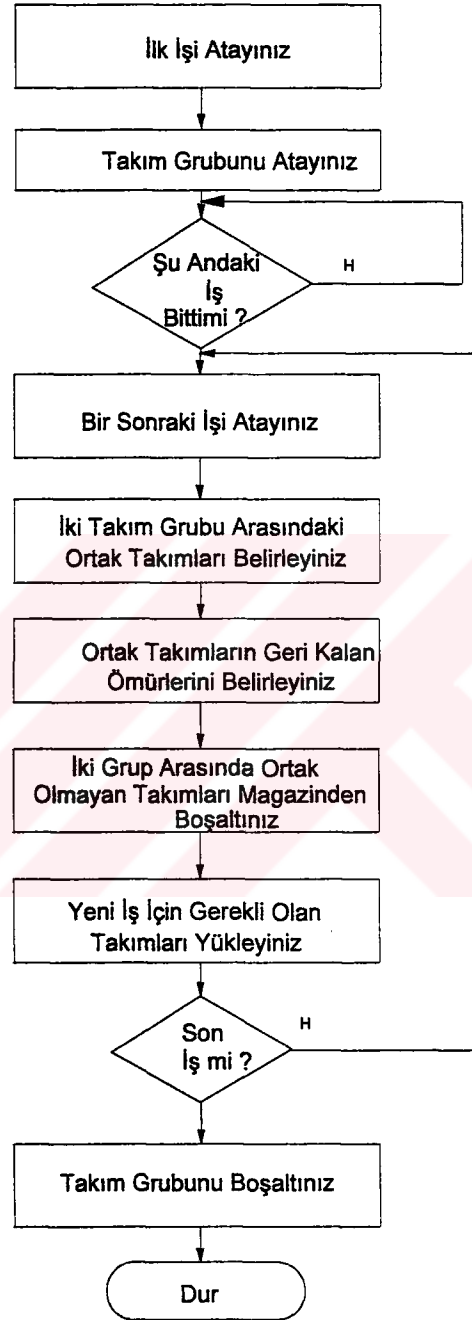 İlk İşi Atayınız
Takım Grubunu Atayınız
Şu Andaki
İş
Bittimi ?
H
Bir Sonraki İşi Atayınız
İki Takım Grubu Arasındaki
Ortak Takımları Belirleyiniz
Ortak Takımların Geri Kalan
Ömürlerini Belirleyiniz
İki Grup Arasında Ortak
Olmayan Takımları Magazinden
Boşaltınız
Yeni İş İçin Gerekli Olan
Takımları Yükleyiniz
Son
İş mi ?
H
Takım Grubunu Boşaltınız
Dur